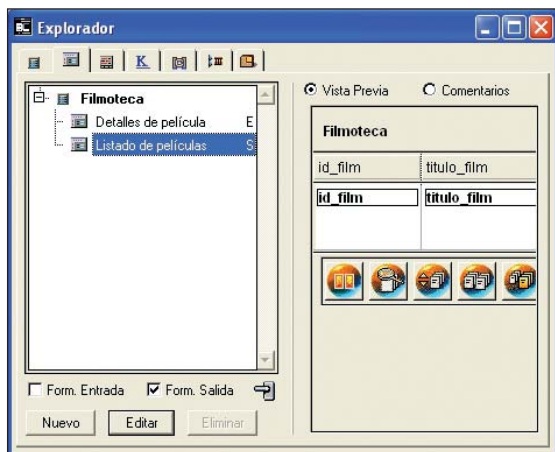 Explorador
K
Filmoteca
Detalles de película E
Listado de películas S
Form. Entrada Form. Salida
Nuevo Editar Eliminar
Vista Previa Comentarios
Filmoteca
id_film titulo_film
id_film titulo_film